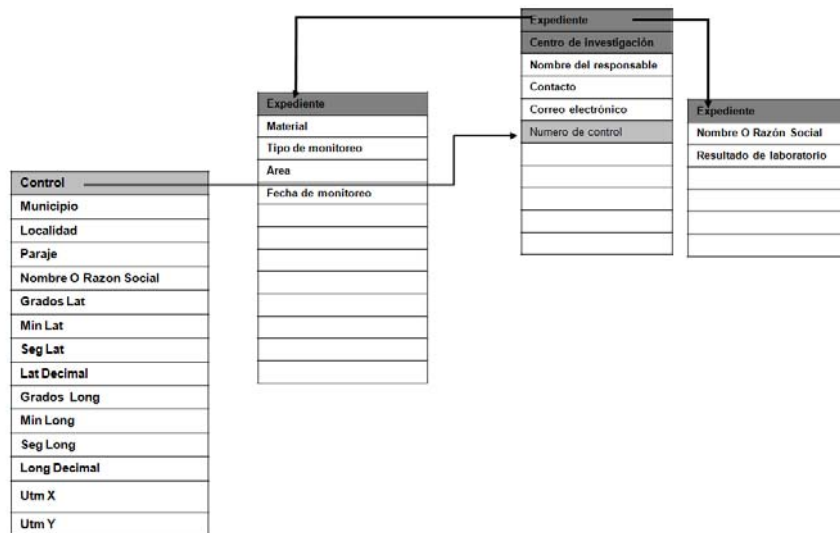 Control
Municipio
Localidad
Paraje
Nombre O Razon Social
Grados Lat
Min Lat
Seg Lat
Lat Decimal
Grados Long
Min Long
Seg Long
Long Decimal
Utm X
Utm Y
Expediente
Material
Tipo de monitoreo
Area
Fecha de monitoreo
Expediente
Centro de investigación
Nombre del responsable
Contacto
Correo electrónico
Numero de control
Expediente
Nombre O Razón Social
Resultado de laboratorio